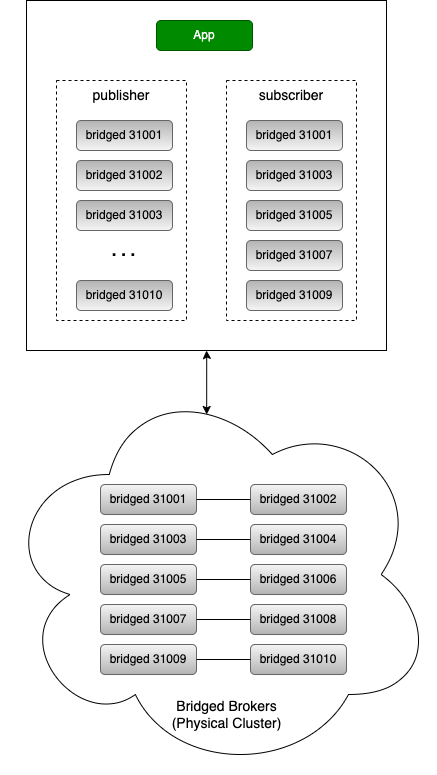 App
publisher
bridged 31001
bridged 31002
bridged 31003
...
bridged 31010
subscriber
bridged 31001
bridged 31003
bridged 31005
bridged 31007
bridged 31009
bridged 31001
bridged 31002
bridged 31003
bridged 31004
bridged 31005
bridged 31006
bridged 31007
bridged 31008
bridged 31009
bridged 31010
Bridged Brokers
(Physical Cluster)